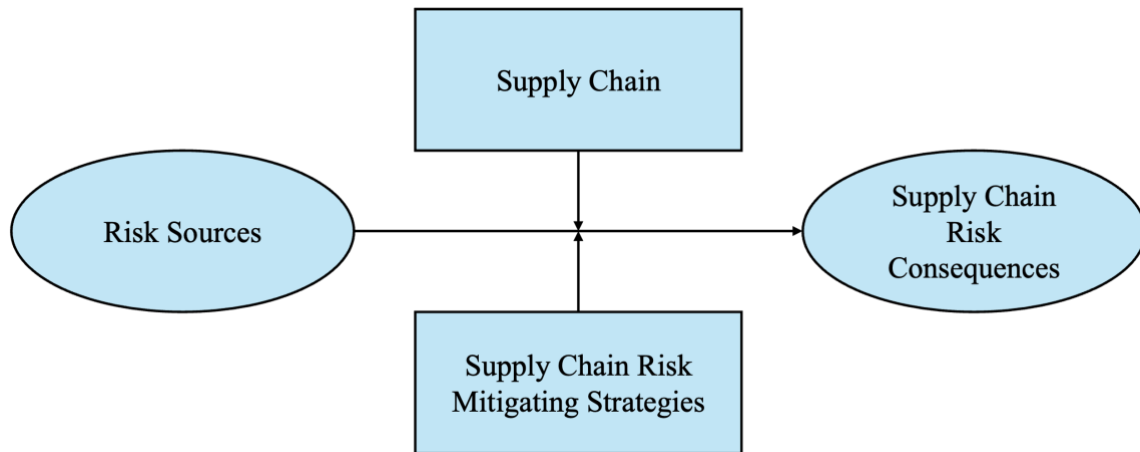 Supply Chain
Risk Sources
Supply Chain
Risk
Consequences
Supply Chain Risk
Mitigating Strategies